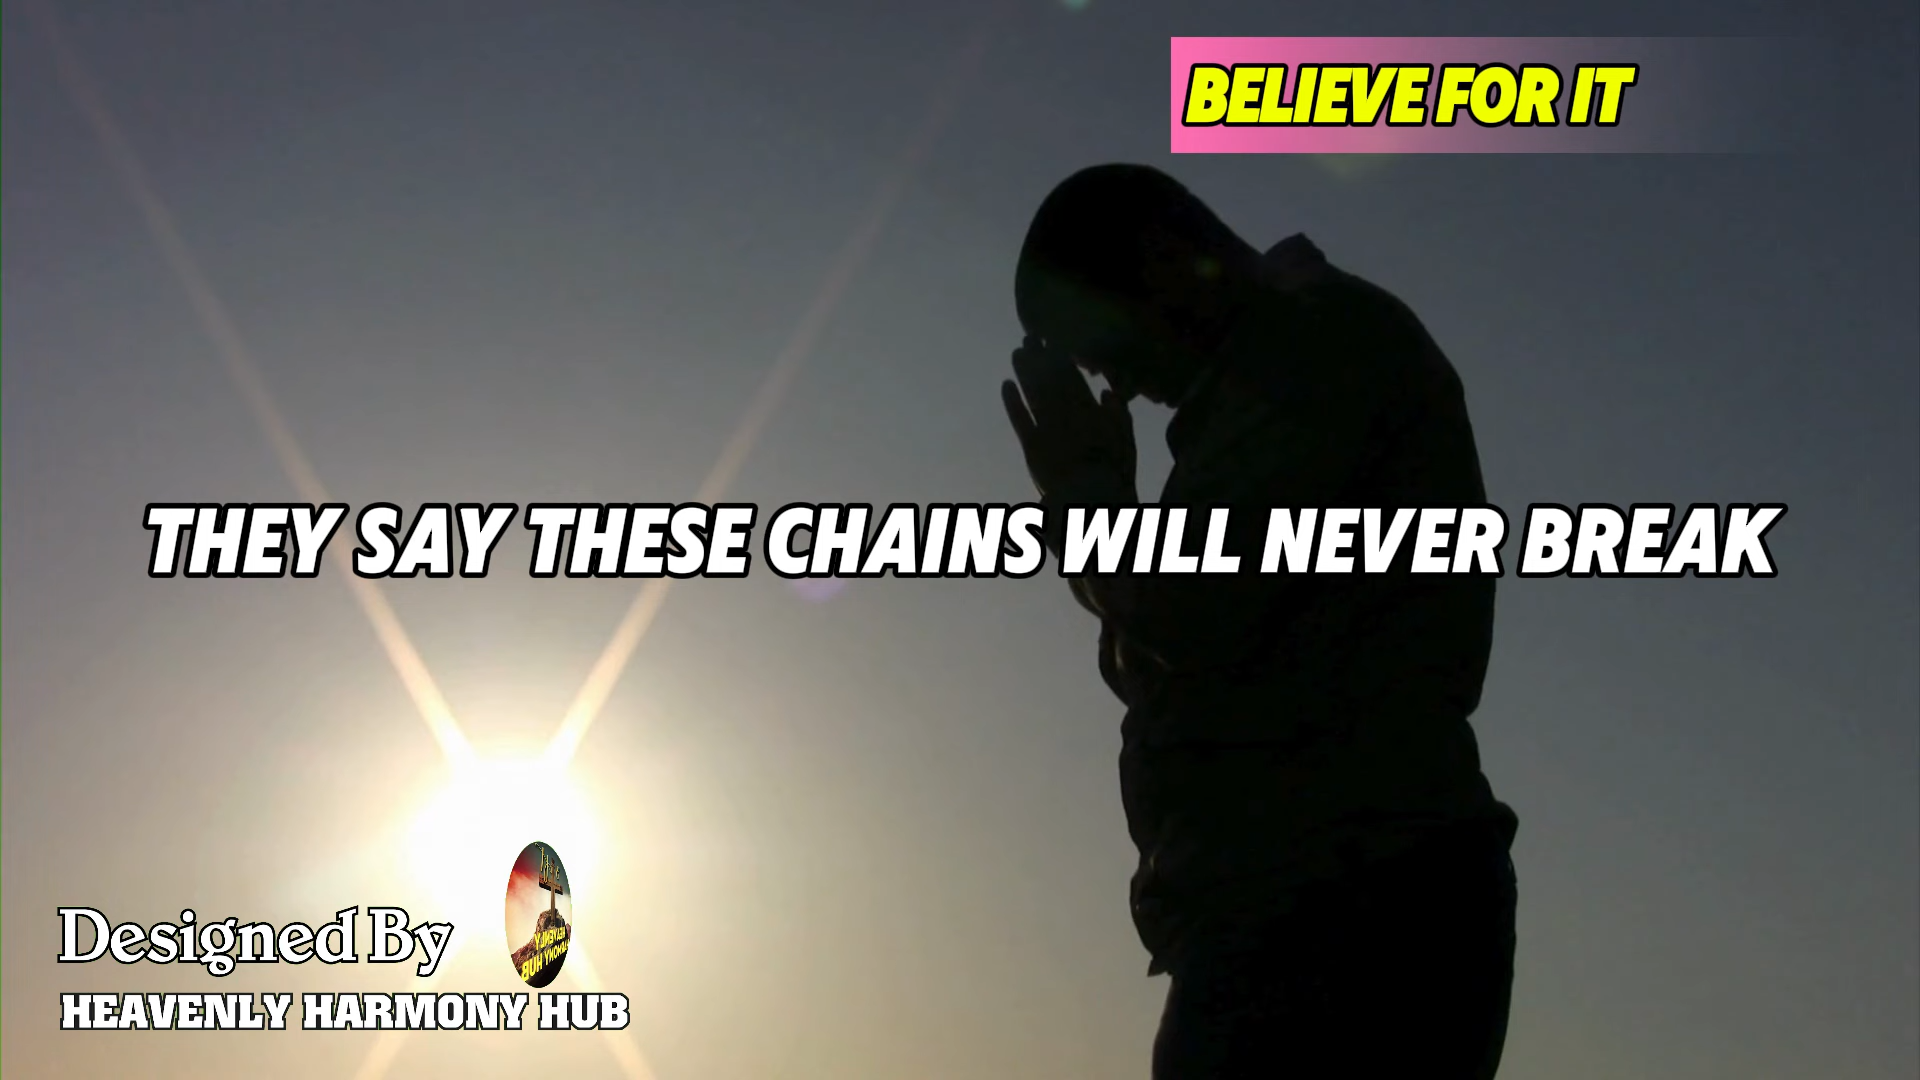 BELIEVE FOR IT
THEY SAY THESE CHAINS WILL NEVER BREAK
Designed By
HEAVENLY HARMONY HUB